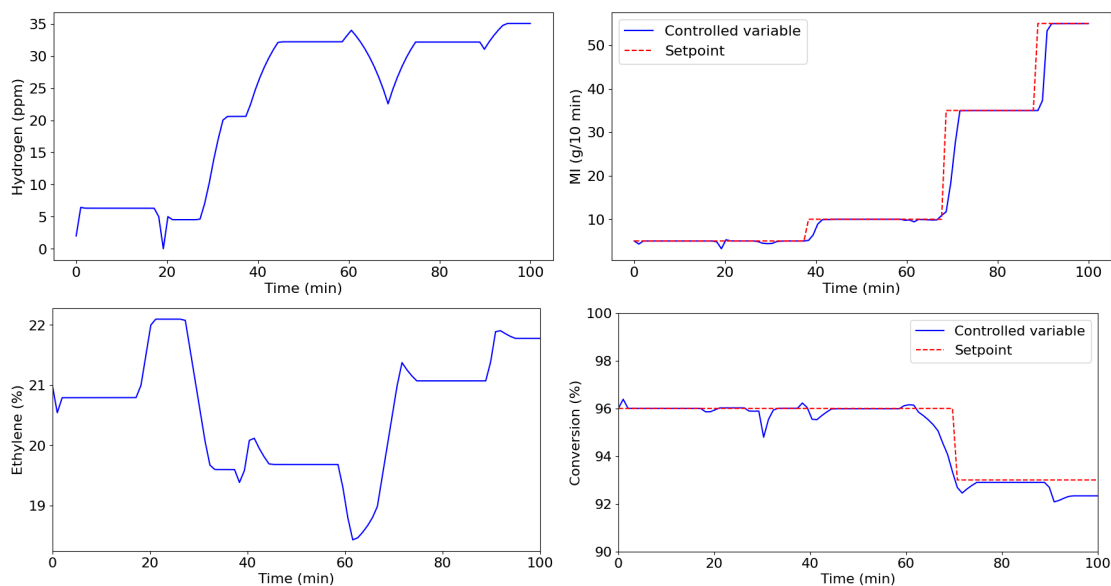 Hydrogen (ppm)
35
30
25
20
15
10
5
0
0 20 40 60 80 100
Time (min)
MI (g/10 min)
50
40
30
20
10
Controlled variable
Setpoint
0 20 40 60 80 100
Time (min)
Ethylene (%)
22
21
20
19
0 20 40 60 80 100
Time (min)
Conversion (%)
100
98
96
94
92
90
Controlled variable
Setpoint
0 20 40 60 80 100
Time (min)